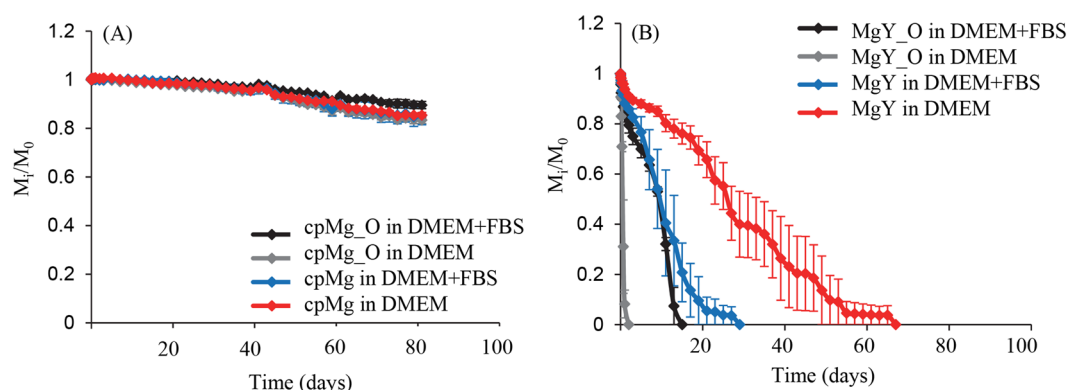 (A)
1.2
1
0.8
0.6
0.4
0.2
0
Mi/M0
cpMg_O in DMEM+FBS
cpMg_O in DMEM
cpMg in DMEM+FBS
cpMg in DMEM
20
40
60
80
100
Time (days)
(B)
1.2
1
0.8
0.6
0.4
0.2
0
Mi/M0
MgY_O in DMEM+FBS
MgY_O in DMEM
MgY in DMEM+FBS
MgY in DMEM
20
40
60
80
100
Time (days)